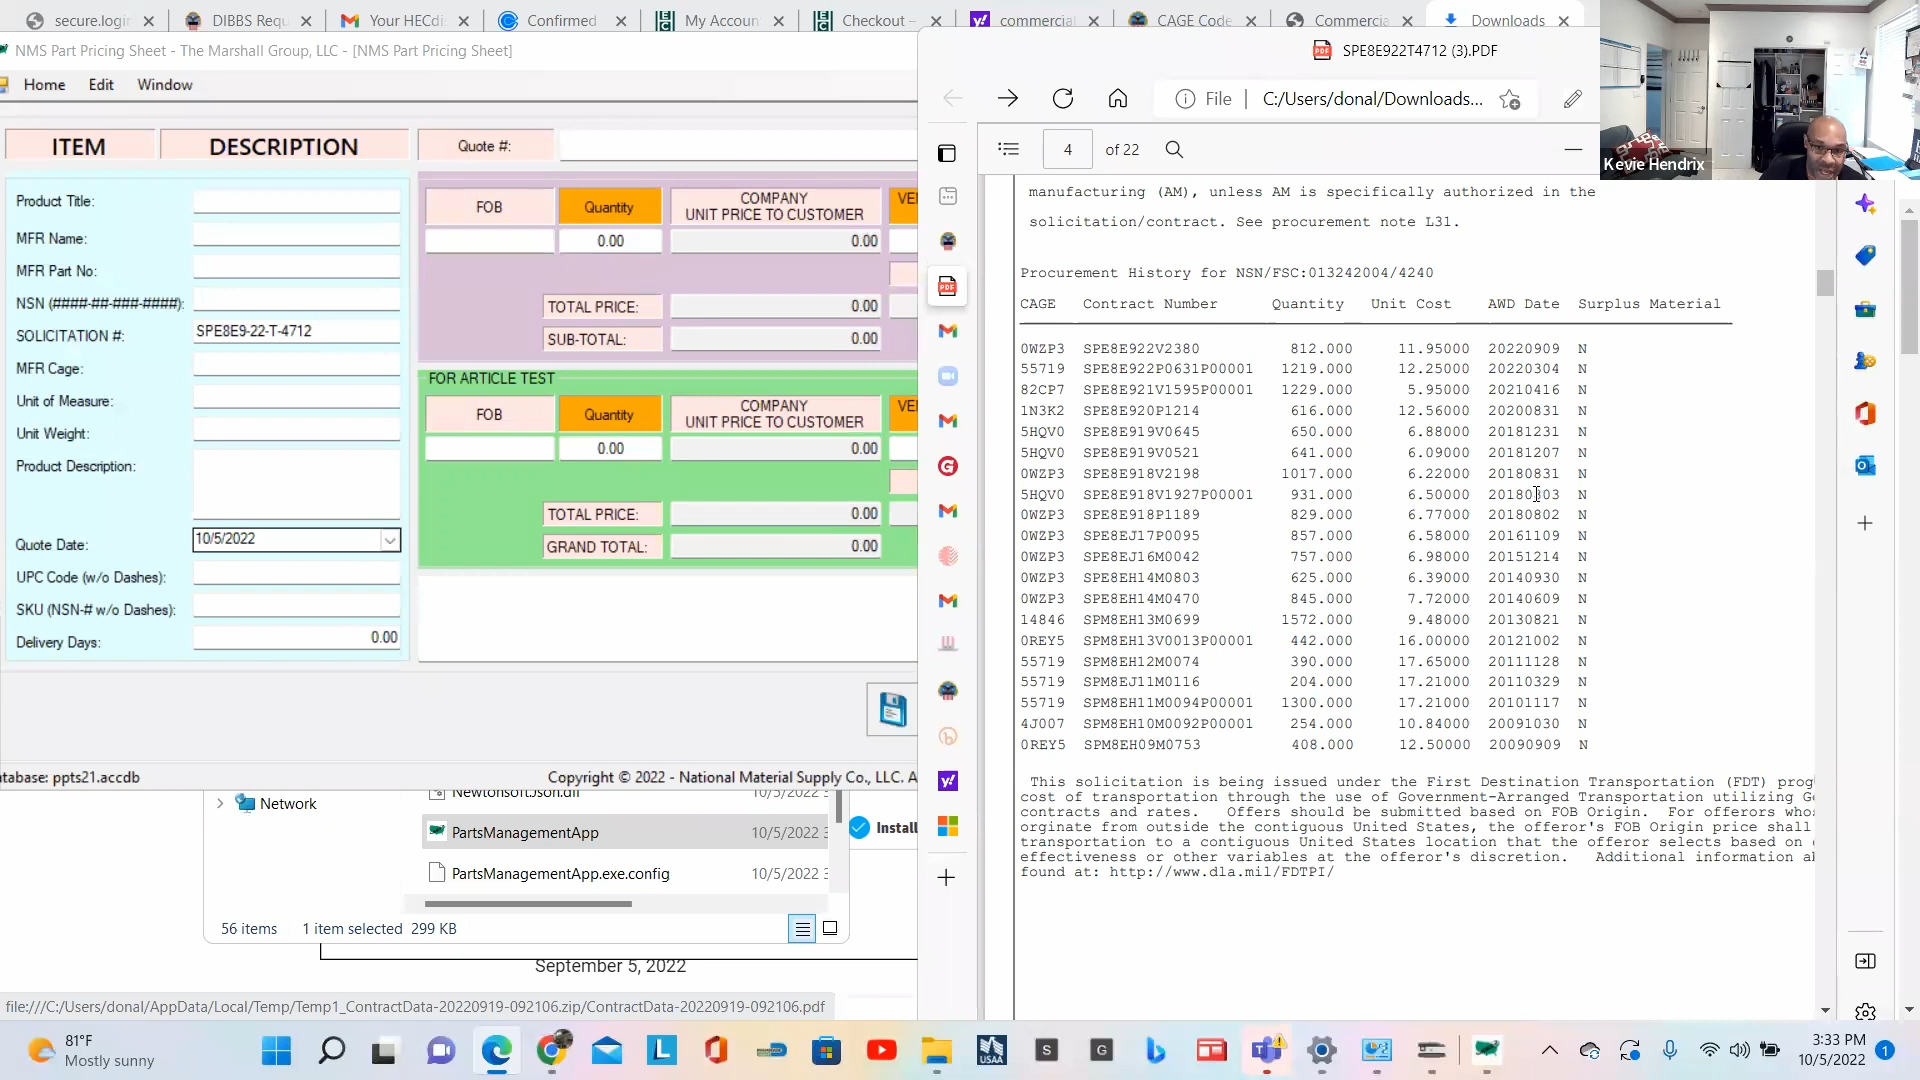 secure.login
DIBBS Requ
Your HECdi
Confirmed
My Accoun
Checkout –
commercial
CAGE Code
Commercia
Downloads
NMS Part Pricing Sheet - The Marshall Group, LLC - [NMS Part Pricing Sheet]
Home Edit Window
ITEM DESCRIPTION
Product Title:
MFR Name:
MFR Part No:
NSN (####-##-###-####):
SOLICITATION #: SPE8E9-22-T-4712
MFR Cage:
Unit of Measure:
Unit Weight:
Product Description:
Quote Date: 10/5/2022
UPC Code (w/o Dashes):
SKU (NSN-# w/o Dashes):
Delivery Days: 0.00
Quote #:
FOB Quantity COMPANY UNIT PRICE TO CUSTOMER VE
0.00 0.00
TOTAL PRICE: 0.00
SUB-TOTAL: 0.00
FOR ARTICLE TEST
FOB Quantity COMPANY UNIT PRICE TO CUSTOMER VE
0.00 0.00
TOTAL PRICE: 0.00
GRAND TOTAL: 0.00
tabase: ppts21.accdb
Copyright © 2022 - National Material Supply Co., LLC. A
Network
Newtonsoft.Json.dll 10/5/2022 3
PartsManagementApp 10/5/2022 3
PartsManagementApp.exe.config 10/5/2022 3
56 items 1 item selected 299 KB
Install
September 5, 2022
file:///C:/Users/donal/AppData/Local/Temp/Temp1_ContractData-20220919-092106.zip/ContractData-20220919-092106.pdf
SPE8E922T4712 (3).PDF
File C:/Users/donal/Downloads...
4 of 22
Kevie Hendrix
manufacturing (AM), unless AM is specifically authorized in the
solicitation/contract. See procurement note L31.
Procurement History for NSN/FSC:013242004/4240
CAGE Contract Number Quantity Unit Cost AWD Date Surplus Material
0WZP3 SPE8E922V2380 812.000 11.95000 20220909 N
55719 SPE8E922P0631P00001 1219.000 12.25000 20220304 N
82CP7 SPE8E921V1595P00001 1229.000 5.95000 20210416 N
1N3K2 SPE8E920P1214 616.000 12.56000 20200831 N
5HQV0 SPE8E919V0645 650.000 6.88000 20181231 N
5HQV0 SPE8E919V0521 641.000 6.09000 20181207 N
0WZP3 SPE8E918V2198 1017.000 6.22000 20180831 N
5HQV0 SPE8E918V1927P00001 931.000 6.50000 20180803 N
0WZP3 SPE8E918P1189 829.000 6.77000 20180802 N
0WZP3 SPE8EJ17P0095 857.000 6.58000 20161109 N
0WZP3 SPE8EJ16M0042 757.000 6.98000 20151214 N
0WZP3 SPE8EH14M0803 625.000 6.39000 20140930 N
0WZP3 SPE8EH14M0470 845.000 7.72000 20140609 N
14846 SPM8EH13M0699 1572.000 9.48000 20130821 N
0REY5 SPM8EH13V0013P00001 442.000 16.00000 20121002 N
55719 SPM8EH12M0074 390.000 17.65000 20111128 N
55719 SPM8EJ11M0116 204.000 17.21000 20110329 N
55719 SPM8EH11M0094P00001 1300.000 17.21000 20101117 N
4J007 SPM8EH10M0092P00001 254.000 10.84000 20091030 N
0REY5 SPM8EH09M0753 408.000 12.50000 20090909 N
This solicitation is being issued under the First Destination Transportation (FDT) prog
cost of transportation through the use of Government-Arranged Transportation utilizing Go
contracts and rates. Offers should be submitted based on FOB Origin. For offerors whos
orginate from outside the contiguous United States, the offeror's FOB Origin price shall
transportation to a contiguous United States location that the offeror selects based on
effectiveness or other variables at the offeror's discretion. Additional information a
found at: http://www.dla.mil/FDTPI/
81°F
Mostly sunny
USAA
3:33 PM
10/5/2022
1